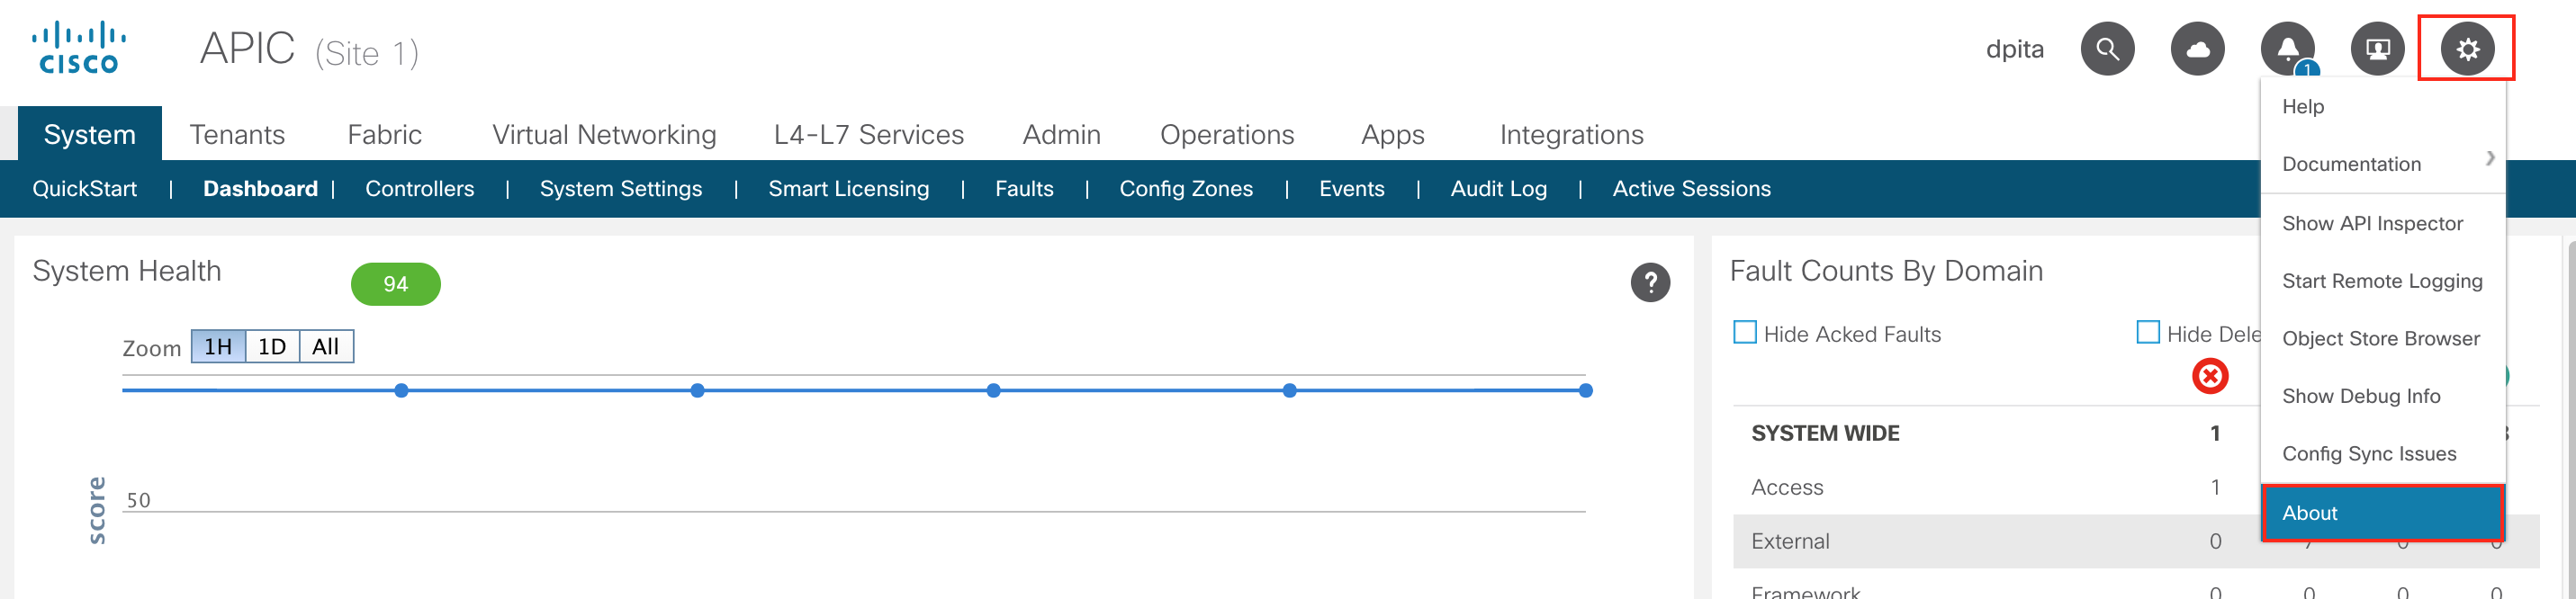 CISCO
APIC (Site 1)
dpita
1
System Tenants Fabric Virtual Networking L4-L7 Services Admin Operations Apps Integrations
QuickStart | Dashboard | Controllers | System Settings | Smart Licensing | Faults | Config Zones | Events | Audit Log | Active Sessions
Help
Documentation
Show API Inspector
Start Remote Logging
Object Store Browser
Show Debug Info
Config Sync Issues
About
System Health 94
?
Zoom 1H 1D All
score
50
Fault Counts By Domain
Hide Acked Faults Hide Dele
SYSTEM WIDE 1
Access 1
External 0 0 0
Framework 0 0 0 0